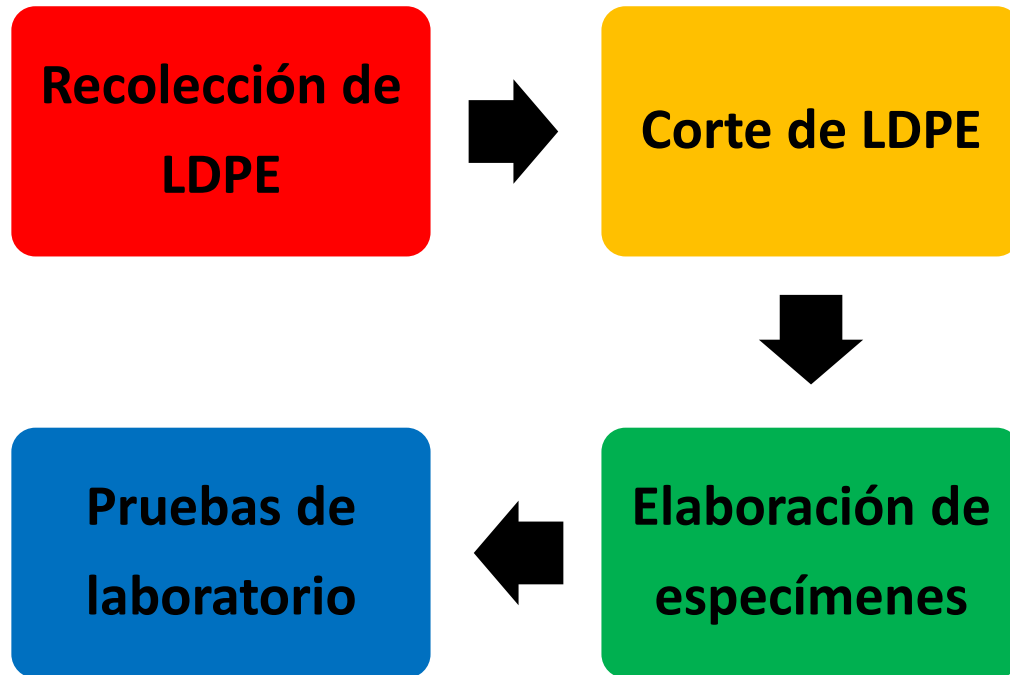 Recolección de
LDPE
Corte de LDPE
Elaboración de
especímenes
Pruebas de
laboratorio